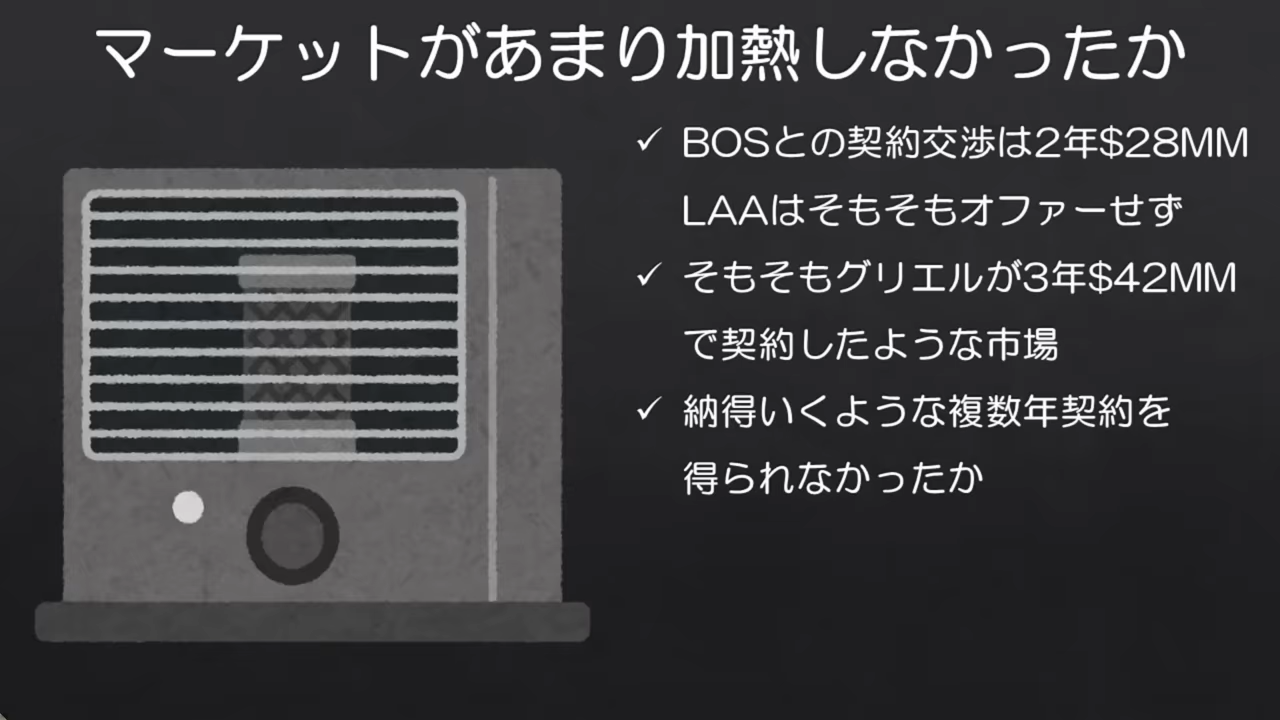 マーケットがあまり加熱しなかったか
✓ BOSとの契約交渉は2年$28MM
LAAはそもそもオファーせず
✓ そもそもグリエルが3年$42MM
で契約したような市場
✓ 納得いくような複数年契約を
得られなかったか